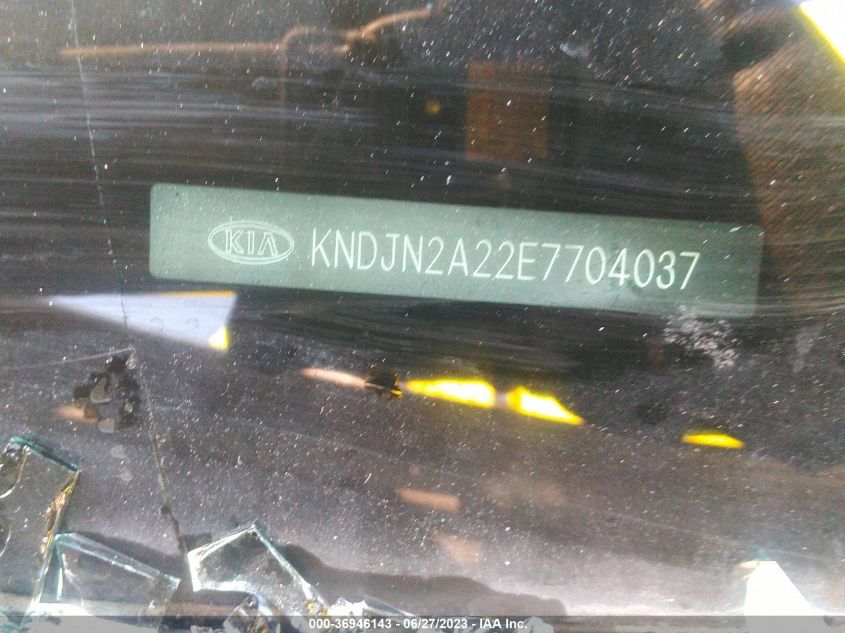 KIA KNDJN2A22E7704037
000-36946143 - 06/27/2023 - IAA Inc.